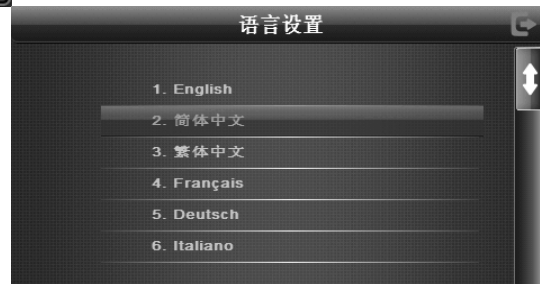 语言设置
1. English
2. 简体中文
3. 繁体中文
4. Français
5. Deutsch
6. Italiano